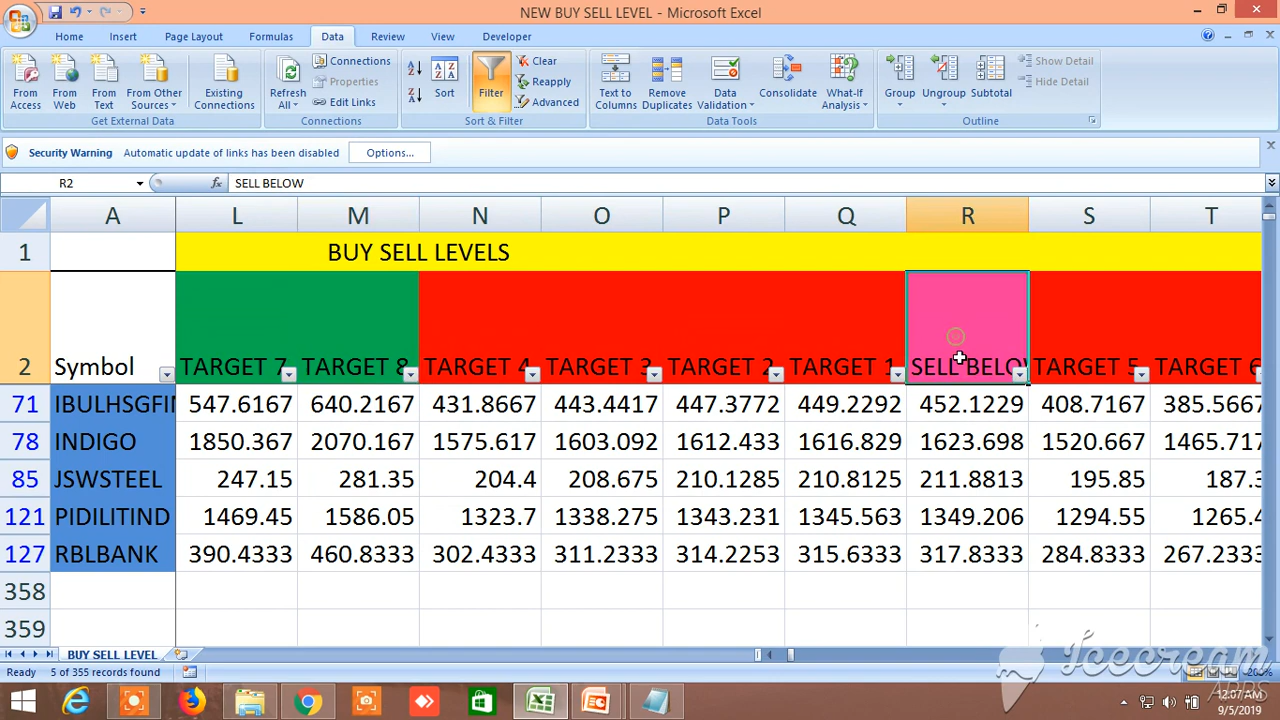 NEW BUY SELL LEVEL - Microsoft Excel
Home Insert Page Layout Formulas Data Review View Developer
From Access From Web From Text From Other Sources Existing Connections Refresh All Connections Properties Edit Links Sort Filter Clear Reapply Advanced Text to Columns Remove Duplicates Data Validation Consolidate What-If Analysis Group Ungroup Subtotal Show Detail Hide Detail
Get External Data Connections Sort & Filter Data Tools Outline
Security Warning Automatic update of links has been disabled Options...
R2 fx SELL BELOW
A L M N O P Q R S T
1 BUY SELL LEVELS
2 Symbol TARGET 7 TARGET 8 TARGET 4 TARGET 3 TARGET 2 TARGET 1 SELL BELOW TARGET 5 TARGET 6
71 IBULHSGFIN 547.6167 640.2167 431.8667 443.4417 447.3772 449.2292 452.1229 408.7167 385.5667
78 INDIGO 1850.367 2070.167 1575.617 1603.092 1612.433 1616.829 1623.698 1520.667 1465.717
85 JSWSTEEL 247.15 281.35 204.4 208.675 210.1285 210.8125 211.8813 195.85 187.3
121 PIDILITIND 1469.45 1586.05 1323.7 1338.275 1343.231 1345.563 1349.206 1294.55 1265.4
127 RBLBANK 390.4333 460.8333 302.4333 311.2333 314.2253 315.6333 317.8333 284.8333 267.2333
358
359
BUY SELL LEVEL
Icecream
APPS
Ready 5 of 355 records found 200%
12:07 AM
9/5/2019